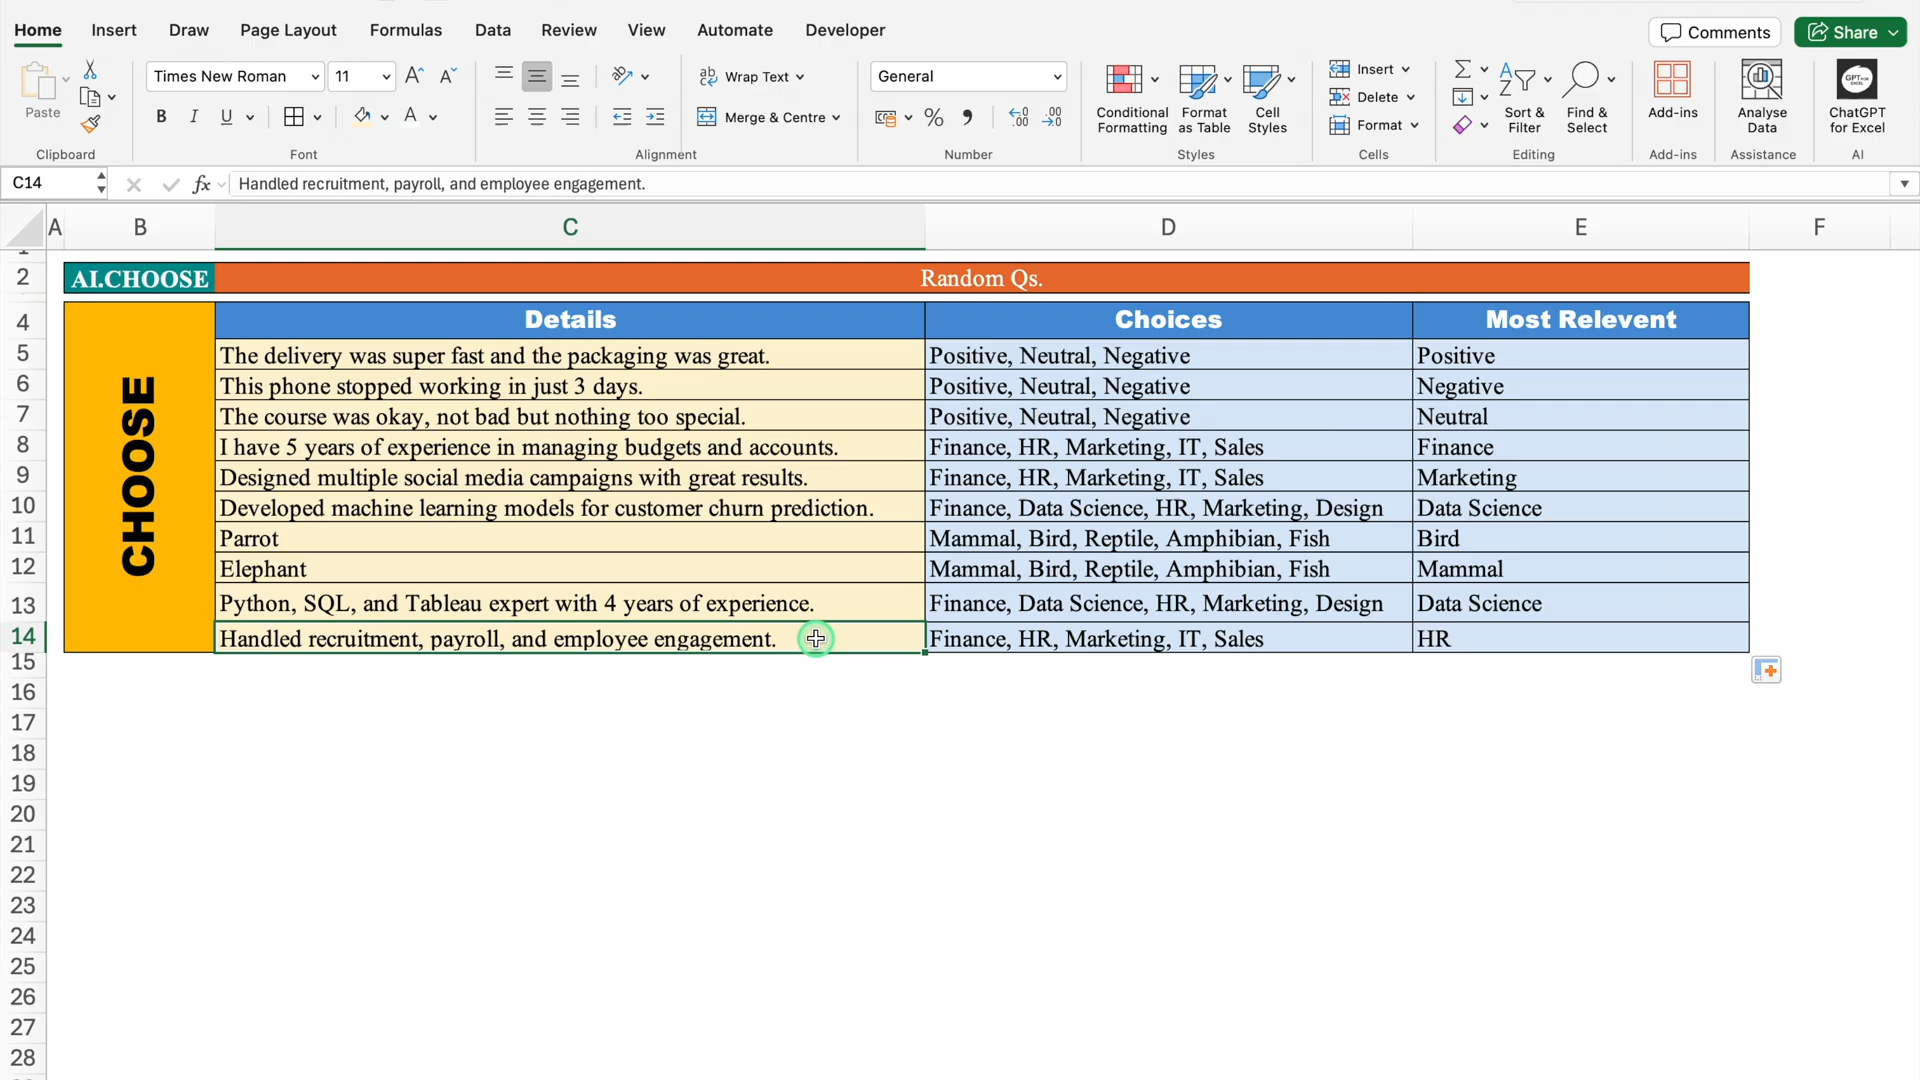 Home Insert Draw Page Layout Formulas Data Review View Automate Developer Comments Share
Times New Roman 11 ab Wrap Text General Insert
Paste B I U A Merge & Centre % Conditional Formatting Format as Table Cell Styles Delete Format Sort & Filter Find & Select Add-ins Analyse Data ChatGPT for Excel
Clipboard Font Alignment Number Styles Cells Editing Add-ins Assistance AI
C14 fx Handled recruitment, payroll, and employee engagement.
A B C D E F
2 AI.CHOOSE Random Qs.
CHOOSE
4 Details Choices Most Relevent
5 The delivery was super fast and the packaging was great. Positive, Neutral, Negative Positive
6 This phone stopped working in just 3 days. Positive, Neutral, Negative Negative
7 The course was okay, not bad but nothing too special. Positive, Neutral, Negative Neutral
8 I have 5 years of experience in managing budgets and accounts. Finance, HR, Marketing, IT, Sales Finance
9 Designed multiple social media campaigns with great results. Finance, HR, Marketing, IT, Sales Marketing
10 Developed machine learning models for customer churn prediction. Finance, Data Science, HR, Marketing, Design Data Science
11 Parrot Mammal, Bird, Reptile, Amphibian, Fish Bird
12 Elephant Mammal, Bird, Reptile, Amphibian, Fish Mammal
13 Python, SQL, and Tableau expert with 4 years of experience. Finance, Data Science, HR, Marketing, Design Data Science
14 Handled recruitment, payroll, and employee engagement. Finance, HR, Marketing, IT, Sales HR
15
16
17
18
19
20
21
22
23
24
25
26
27
28